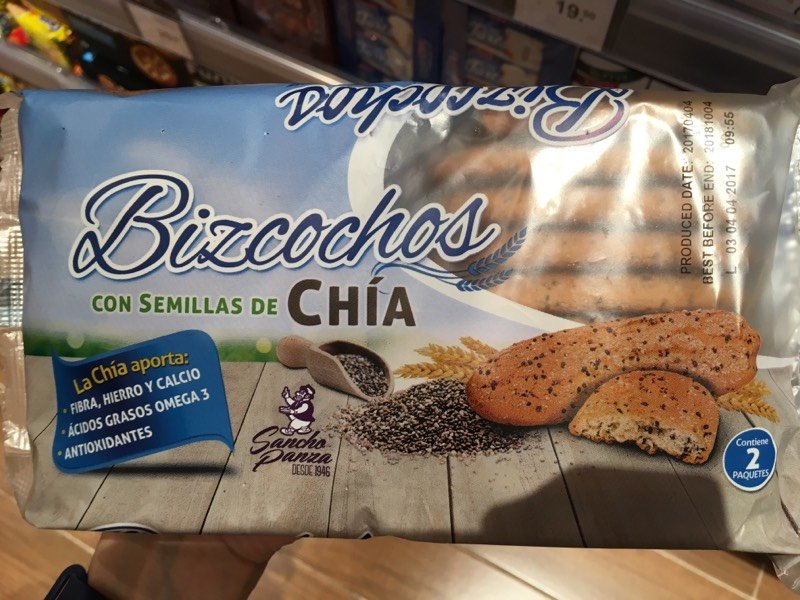 19.50
Bizcochos
PRODUCED DATE: 20170404
BEST BEFORE END: 20181004
L 03 04 04 2017 09:55
Bizcochos
CON SEMILLAS DE CHÍA
La Chía aporta:
• FIBRA, HIERRO Y CALCIO
• ÁCIDOS GRASOS OMEGA 3
• ANTIOXIDANTES
Sancho
Panza
DESDE 1946
Contiene
2
PAQUETES